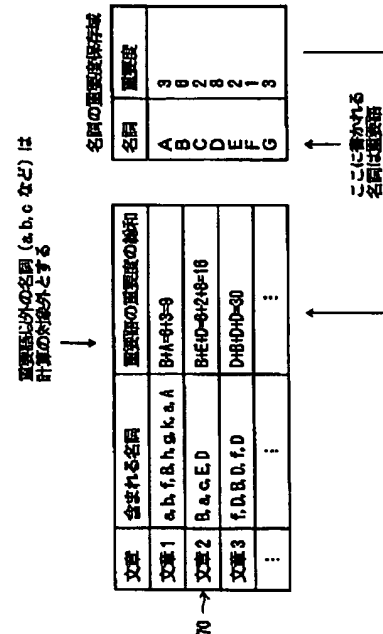 重要語以外の名詞 (a,b,c など) は
計算の対象外とする
文章 含まれる名詞 重要語の重要度の総和
文章1 a,b,f,B,h,g,k,a,A B+A=6+3=9
文章2 B,a,c,E,D B+E+D=6+2+8=16
文章3 f,D,B,D,f,D D+B+D+D=30
⋮ ⋮ ⋮
70
名詞の重要度保存域
名詞 重要度
A 3
B 6
C 2
D 8
E 2
F 1
G 3
ここに書かれる
名詞は重要語